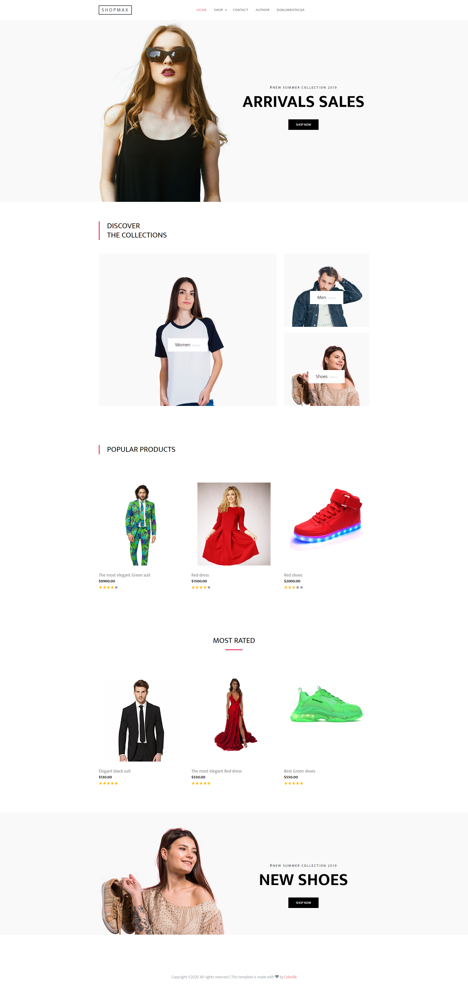 SHOPMAX
HOME SHOP CONTACT AUTHOR DOKUMENTACIJA
#NEW SUMMER COLLECTION 2019
ARRIVALS SALES
SHOP NOW
DISCOVER
THE COLLECTIONS
Women 9 items
Men 9 items
Shoes 9 items
POPULAR PRODUCTS
The most elegant Green suit
$9900.00
Red dress
$1500.00
Red shoes
$2000.00
MOST RATED
BALENCIAGA
Elegant black suit
$130.00
The most elegant Red dress
$550.00
Best Green shoes
$550.00
#NEW SUMMER COLLECTION 2019
NEW SHOES
SHOP NOW
Copyright ©2020 All rights reserved | This template is made with by Colorlib